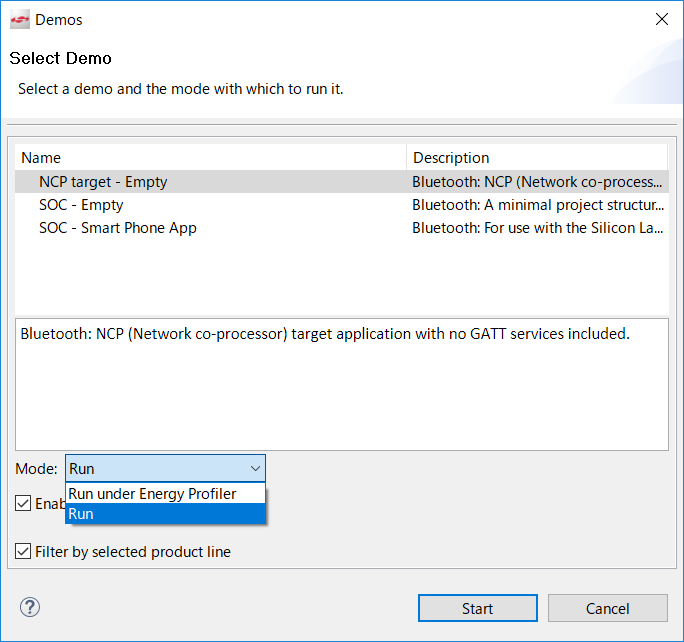 Demos
Select Demo
Select a demo and the mode with which to run it.
Name Description
NCP target - Empty Bluetooth: NCP (Network co-process...
SOC - Empty Bluetooth: A minimal project structur...
SOC - Smart Phone App Bluetooth: For use with the Silicon La...
Bluetooth: NCP (Network co-processor) target application with no GATT services included.
Mode: Run
Run under Energy Profiler
Enab Run
Filter by selected product line
? Start Cancel